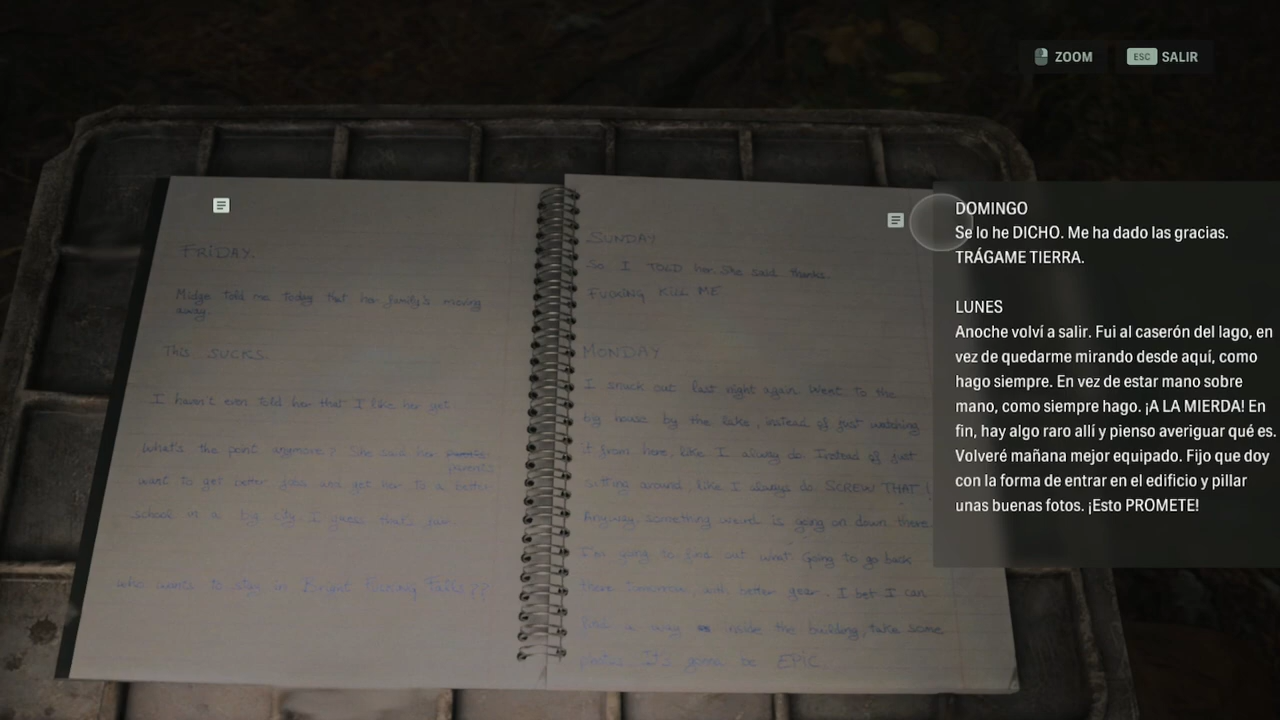 ZOOM
ESC SALIR
FRIDAY.
Midge told me today that her family's moving
away.
This SUCKS.
I haven't even told her that I like her yet
What's the point anymore? She said her
parents
want to get better jobs and get her to a better
school in a big city. I guess that's fair.
who wants to stay in Bright Falls??
SUNDAY
So I TOLD her. She said thanks.
FUCKING KILL ME
MONDAY
I snuck out last night again. Went to the
big house by the lake, instead of just watching
it from here, like I always do. Instead of just
sitting around, like I always do. SCREW THAT!
Anyway, something weird is going on down there.
I'm going to find out what. Going to go back
there tomorrow, with better gear. I bet I can
find a way inside the building, take some
photos. It's gonna be EPIC.
DOMINGO
Se lo he DICHO. Me ha dado las gracias.
TRÁGAME TIERRA.
LUNES
Anoche volví a salir. Fui al caserón del lago, en
vez de quedarme mirando desde aquí, como
hago siempre. En vez de estar mano sobre
mano, como siempre hago. ¡A LA MIERDA! En
fin, hay algo raro allí y pienso averiguar qué es.
Volveré mañana mejor equipado. Fijo que doy
con la forma de entrar en el edificio y pillar
unas buenas fotos. ¡Esto PROMETE!